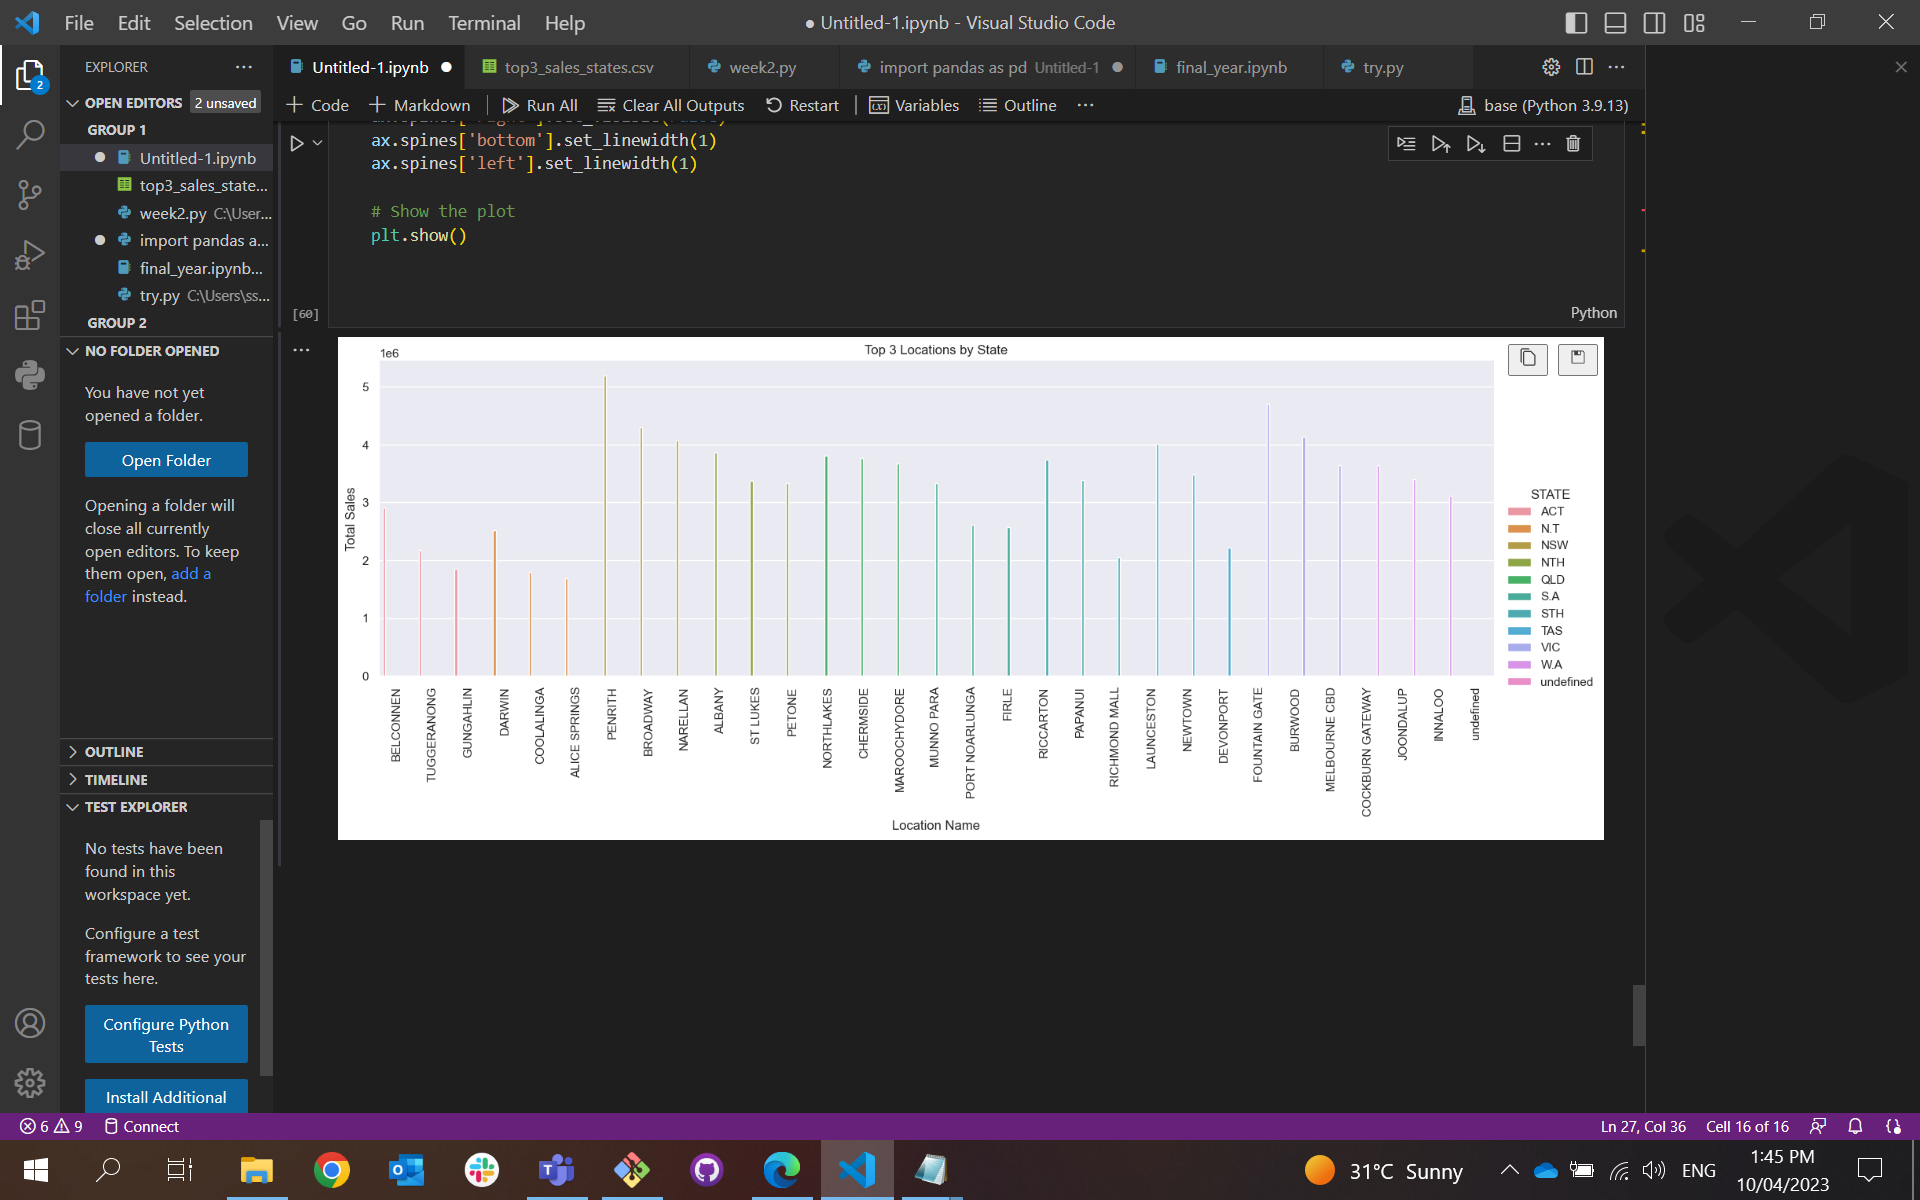 File Edit Selection View Go Run Terminal Help
● Untitled-1.ipynb - Visual Studio Code
2
EXPLORER
OPEN EDITORS 2 unsaved
GROUP 1
Untitled-1.ipynb
top3_sales_state...
week2.py C:\User...
import pandas a...
final_year.ipynb...
try.py C:\Users\ss...
GROUP 2
NO FOLDER OPENED
You have not yet
opened a folder.
Open Folder
Opening a folder will
close all currently
open editors. To keep
them open, add a
folder instead.
OUTLINE
TIMELINE
TEST EXPLORER
No tests have been
found in this
workspace yet.
Configure a test
framework to see your
tests here.
Configure Python
Tests
Install Additional
Untitled-1.ipynb top3_sales_states.csv week2.py import pandas as pd Untitled-1 final_year.ipynb try.py
Code Markdown Run All Clear All Outputs Restart Variables Outline ··· base (Python 3.9.13)
ax.spines['bottom'].set_linewidth(1)
ax.spines['left'].set_linewidth(1)
# Show the plot
plt.show()
[60]
Python
Top 3 Locations by State
1e6
5
4
3
2
1
0
Total Sales
BELCONNEN
TUGGERANONG
GUNGAHLIN
DARWIN
COOLALINGA
ALICE SPRINGS
PENRITH
BROADWAY
NARELLAN
ALBANY
ST LUKES
PETONE
NORTHLAKES
CHERMSIDE
MAROOCHYDORE
MUNNO PARA
PORT NOARLUNGA
FIRLE
RICCARTON
PAPANUI
RICHMOND MALL
LAUNCESTON
NEWTOWN
DEVONPORT
FOUNTAIN GATE
BURWOOD
MELBOURNE CBD
COCKBURN GATEWAY
JOONDALUP
INNALOO
undefined
Location Name
STATE
ACT
N.T
NSW
NTH
QLD
S.A
STH
TAS
VIC
W.A
undefined
6 9 Connect
Ln 27, Col 36 Cell 16 of 16
31°C Sunny
ENG
1:45 PM
10/04/2023